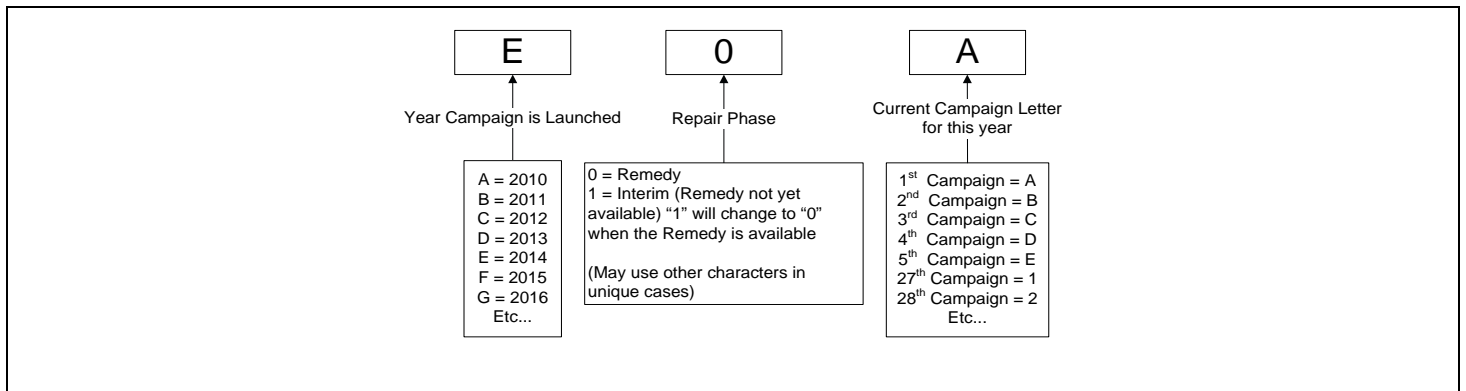 E
0
A
Year Campaign is Launched
Repair Phase
Current Campaign Letter
for this year
A = 2010
B = 2011
C = 2012
D = 2013
E = 2014
F = 2015
G = 2016
Etc...
0 = Remedy
1 = Interim (Remedy not yet
available) “1” will change to “0”
when the Remedy is available
(May use other characters in
unique cases)
1st Campaign = A
2nd Campaign = B
3rd Campaign = C
4th Campaign = D
5th Campaign = E
27th Campaign = 1
28th Campaign = 2
Etc...